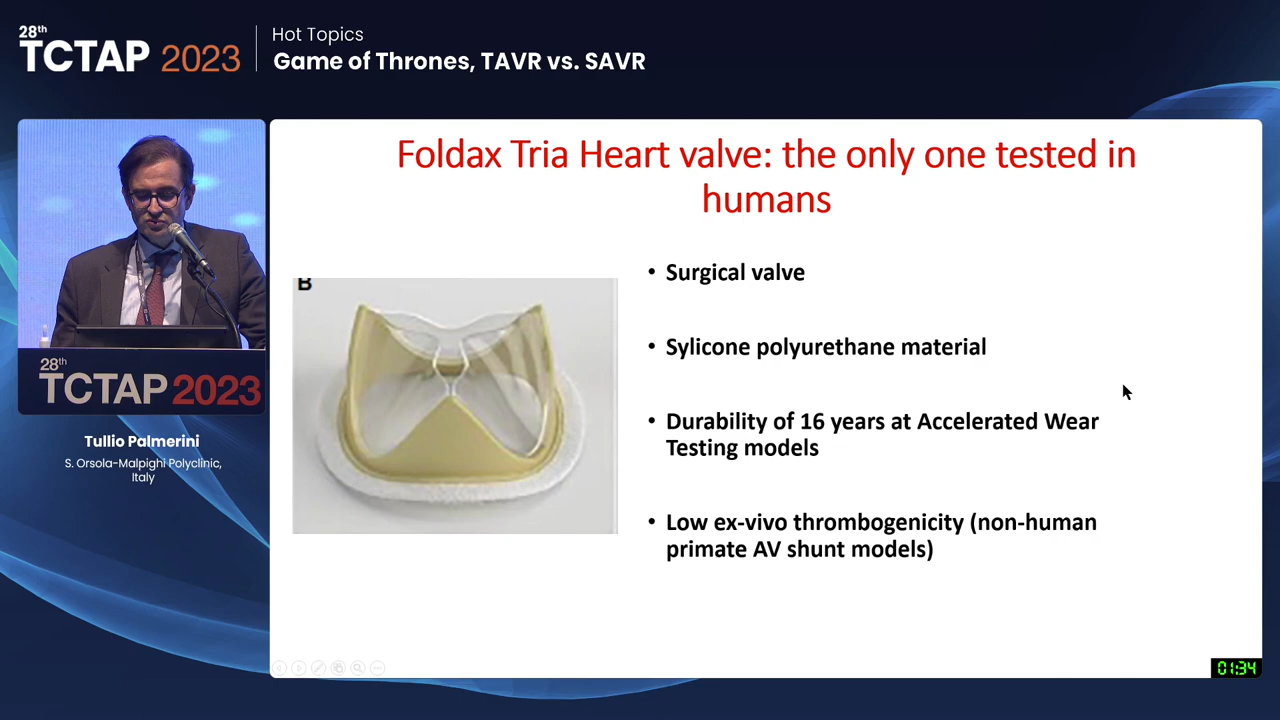 28th
TCTAP 2023
Hot Topics
Game of Thrones, TAVR vs. SAVR
28th
TCTAP 2023
Tullio Palmerini
S. Orsola-Malpighi Polyclinic,
Italy
Foldax Tria Heart valve: the only one tested in
humans
B
• Surgical valve
• Sylicone polyurethane material
• Durability of 16 years at Accelerated Wear
Testing models
• Low ex-vivo thrombogenicity (non-human
primate AV shunt models)
01:34